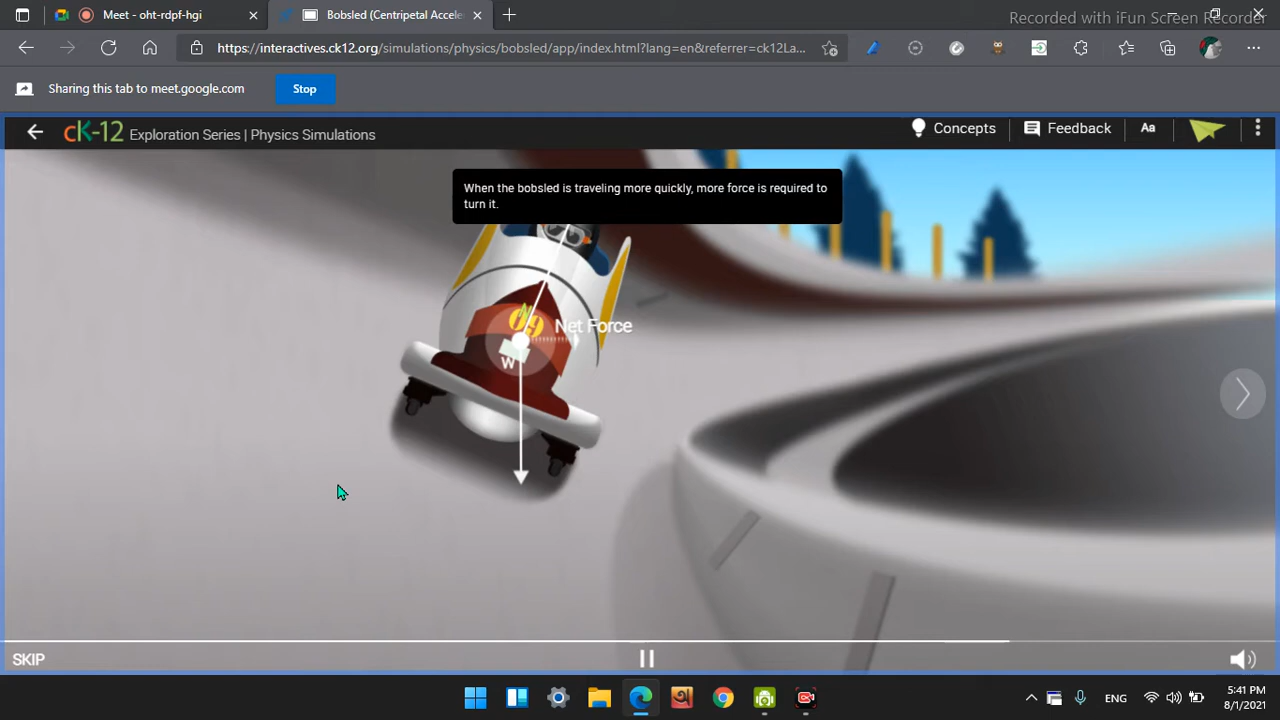 Meet - oht-rdpf-hgi
Bobsled (Centripetal Accele
Recorded with iFun Screen Recorder
https://interactives.ck12.org/simulations/physics/bobsled/app/index.html?lang=en&referrer=ck12La...
Sharing this tab to meet.google.com
Stop
cK-12 Exploration Series | Physics Simulations
Concepts
Feedback
Aa
When the bobsled is traveling more quickly, more force is required to
turn it.
N
09
Net Force
W
SKIP
ENG
5:41 PM
8/1/2021